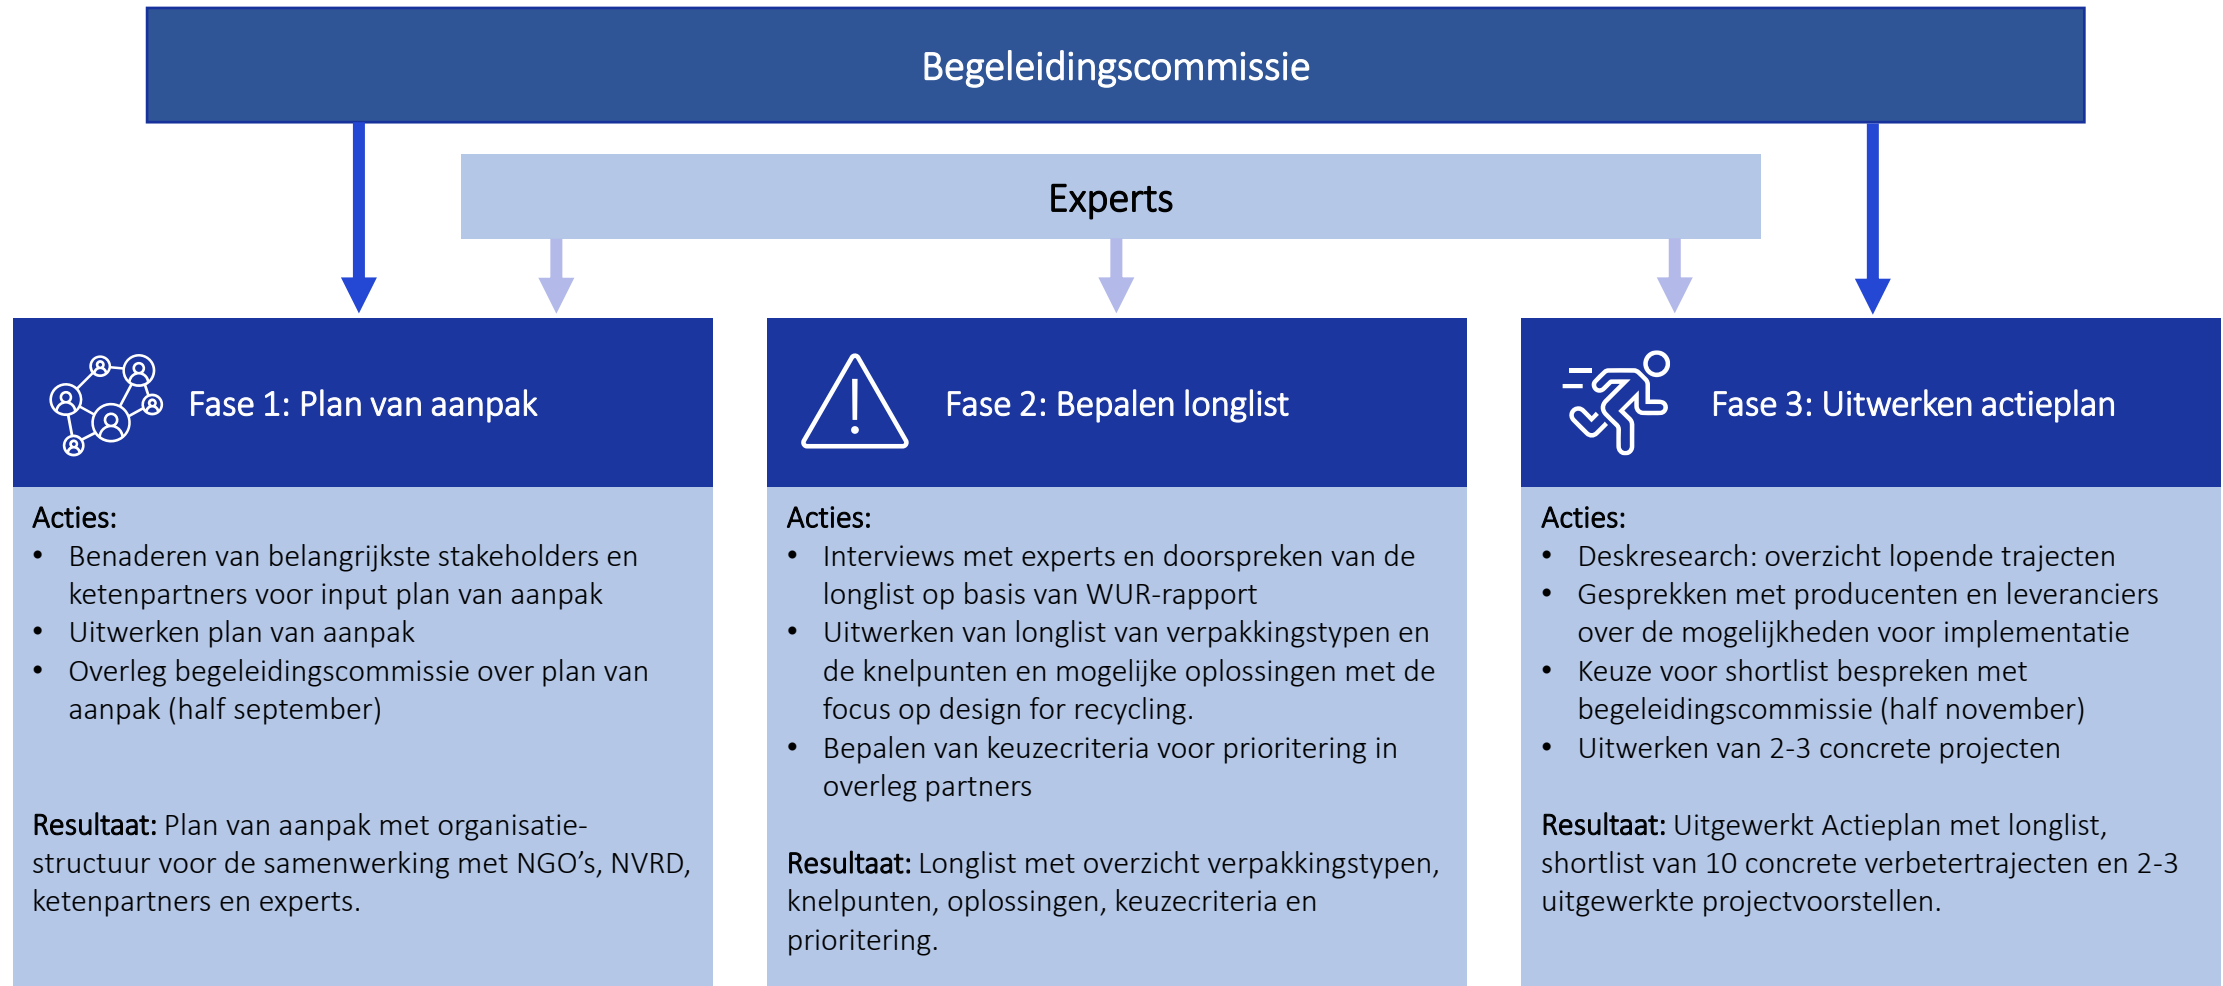 Begeleidingscommissie
Experts
Fase 1: Plan van aanpak
Acties:
• Benaderen van belangrijkste stakeholders en
ketenpartners voor input plan van aanpak
• Uitwerken plan van aanpak
• Overleg begeleidingscommissie over plan van
aanpak (half september)
Resultaat: Plan van aanpak met organisatie-
structuur voor de samenwerking met NGO’s, NVRD,
ketenpartners en experts.
Fase 2: Bepalen longlist
Acties:
• Interviews met experts en doorspreken van de
longlist op basis van WUR-rapport
• Uitwerken van longlist van verpakkingstypen en
de knelpunten en mogelijke oplossingen met de
focus op design for recycling.
• Bepalen van keuzecriteria voor prioritering in
overleg partners
Resultaat: Longlist met overzicht verpakkingstypen,
knelpunten, oplossingen, keuzecriteria en
prioritering.
Fase 3: Uitwerken actieplan
Acties:
• Deskresearch: overzicht lopende trajecten
• Gesprekken met producenten en leveranciers
over de mogelijkheden voor implementatie
• Keuze voor shortlist bespreken met
begeleidingscommissie (half november)
• Uitwerken van 2-3 concrete projecten
Resultaat: Uitgewerkt Actieplan met longlist,
shortlist van 10 concrete verbetertrajecten en 2-3
uitgewerkte projectvoorstellen.